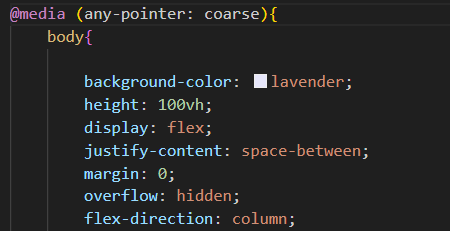 @media (any-pointer: coarse){
body{
background-color: lavender;
height: 100vh;
display: flex;
justify-content: space-between;
margin: 0;
overflow: hidden;
flex-direction: column;